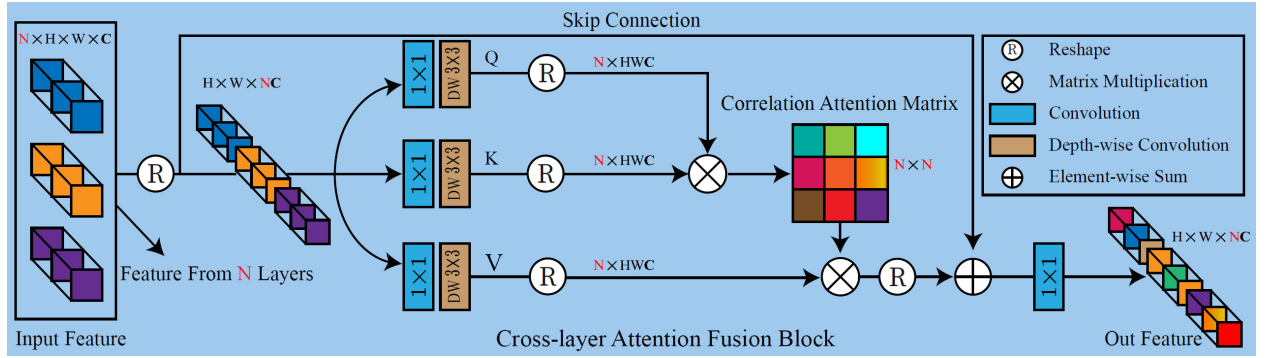 Skip Connection
N×H×W×C
H×W×NC
R
1×1
DW 3×3
Q
R
N×HWC
1×1
DW 3×3
K
R
N×HWC
1×1
DW 3×3
V
R
N×HWC
Correlation Attention Matrix
N×N
R
1×1
H×W×NC
R Reshape
Matrix Multiplication
Convolution
Depth-wise Convolution
Element-wise Sum
Feature From N Layers
Input Feature
Cross-layer Attention Fusion Block
Out Feature